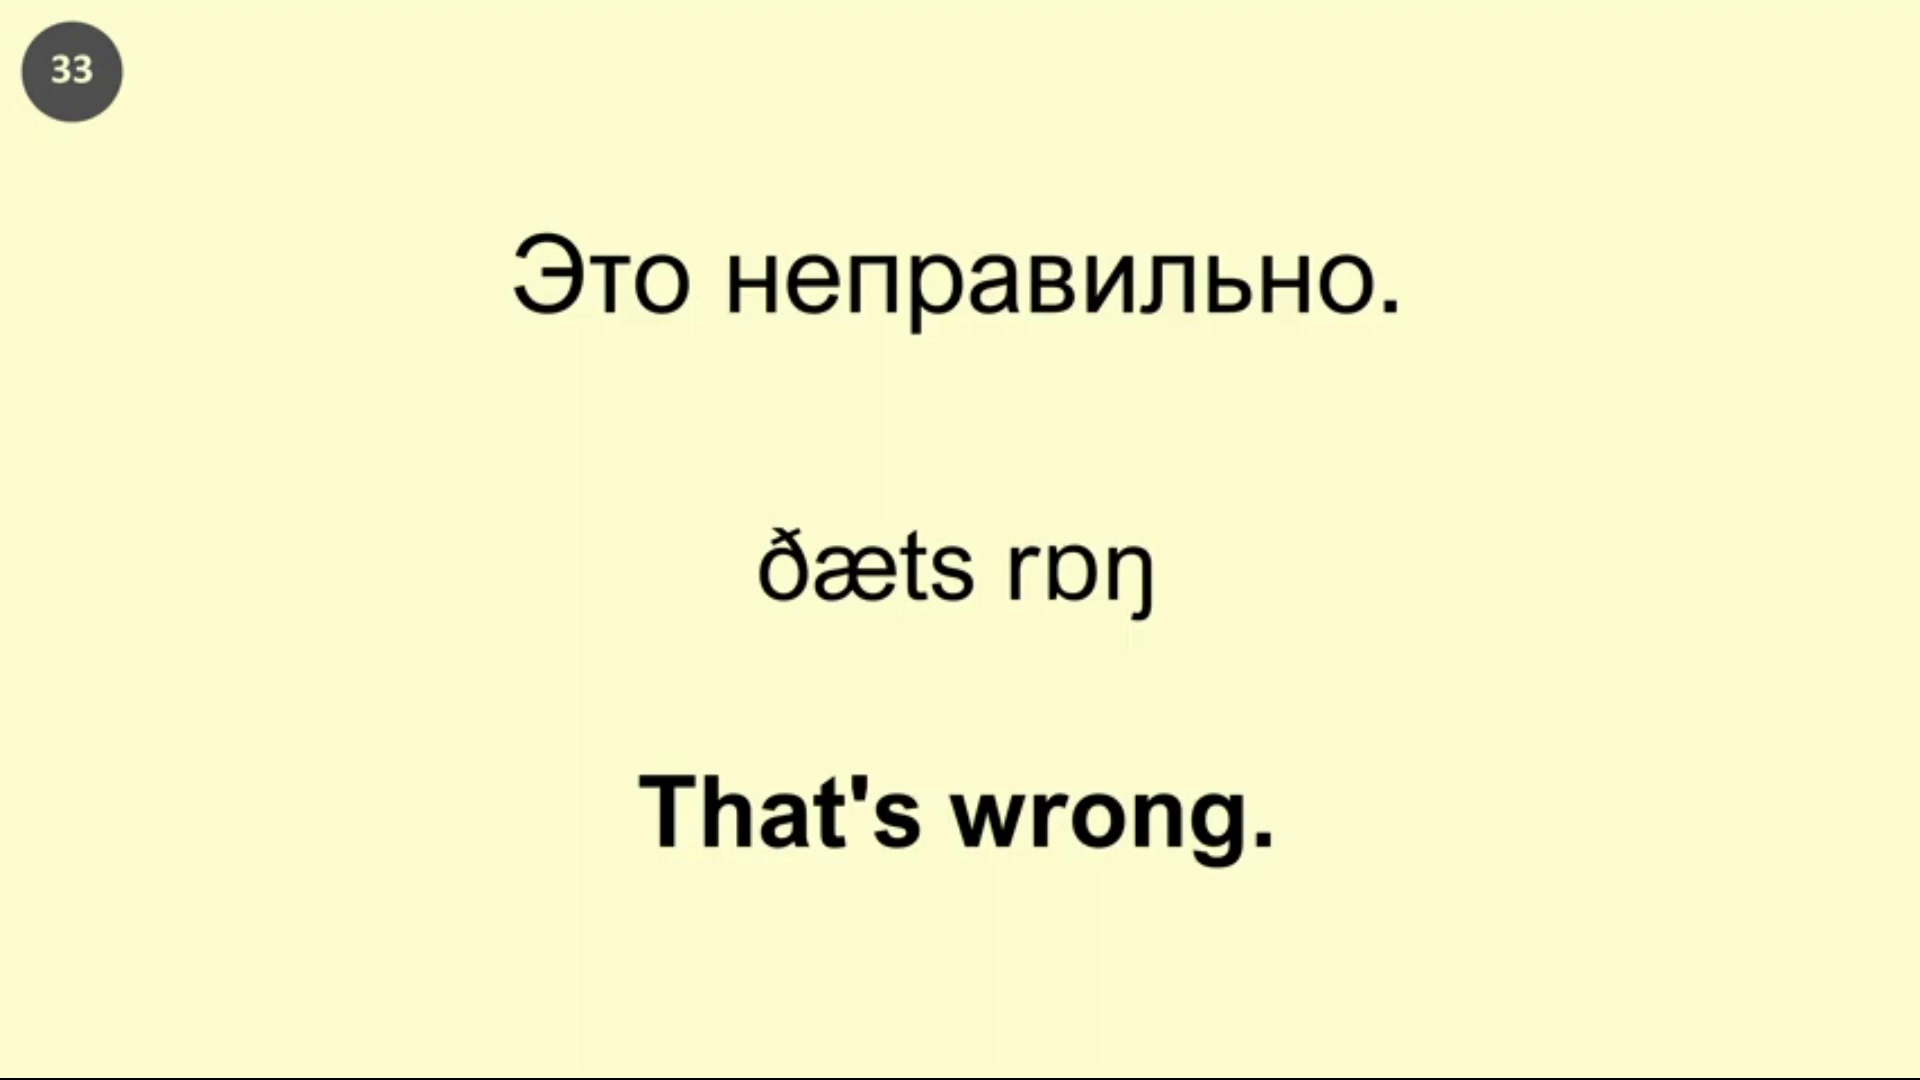 33
Это неправильно.
ðæts rɒŋ
That's wrong.